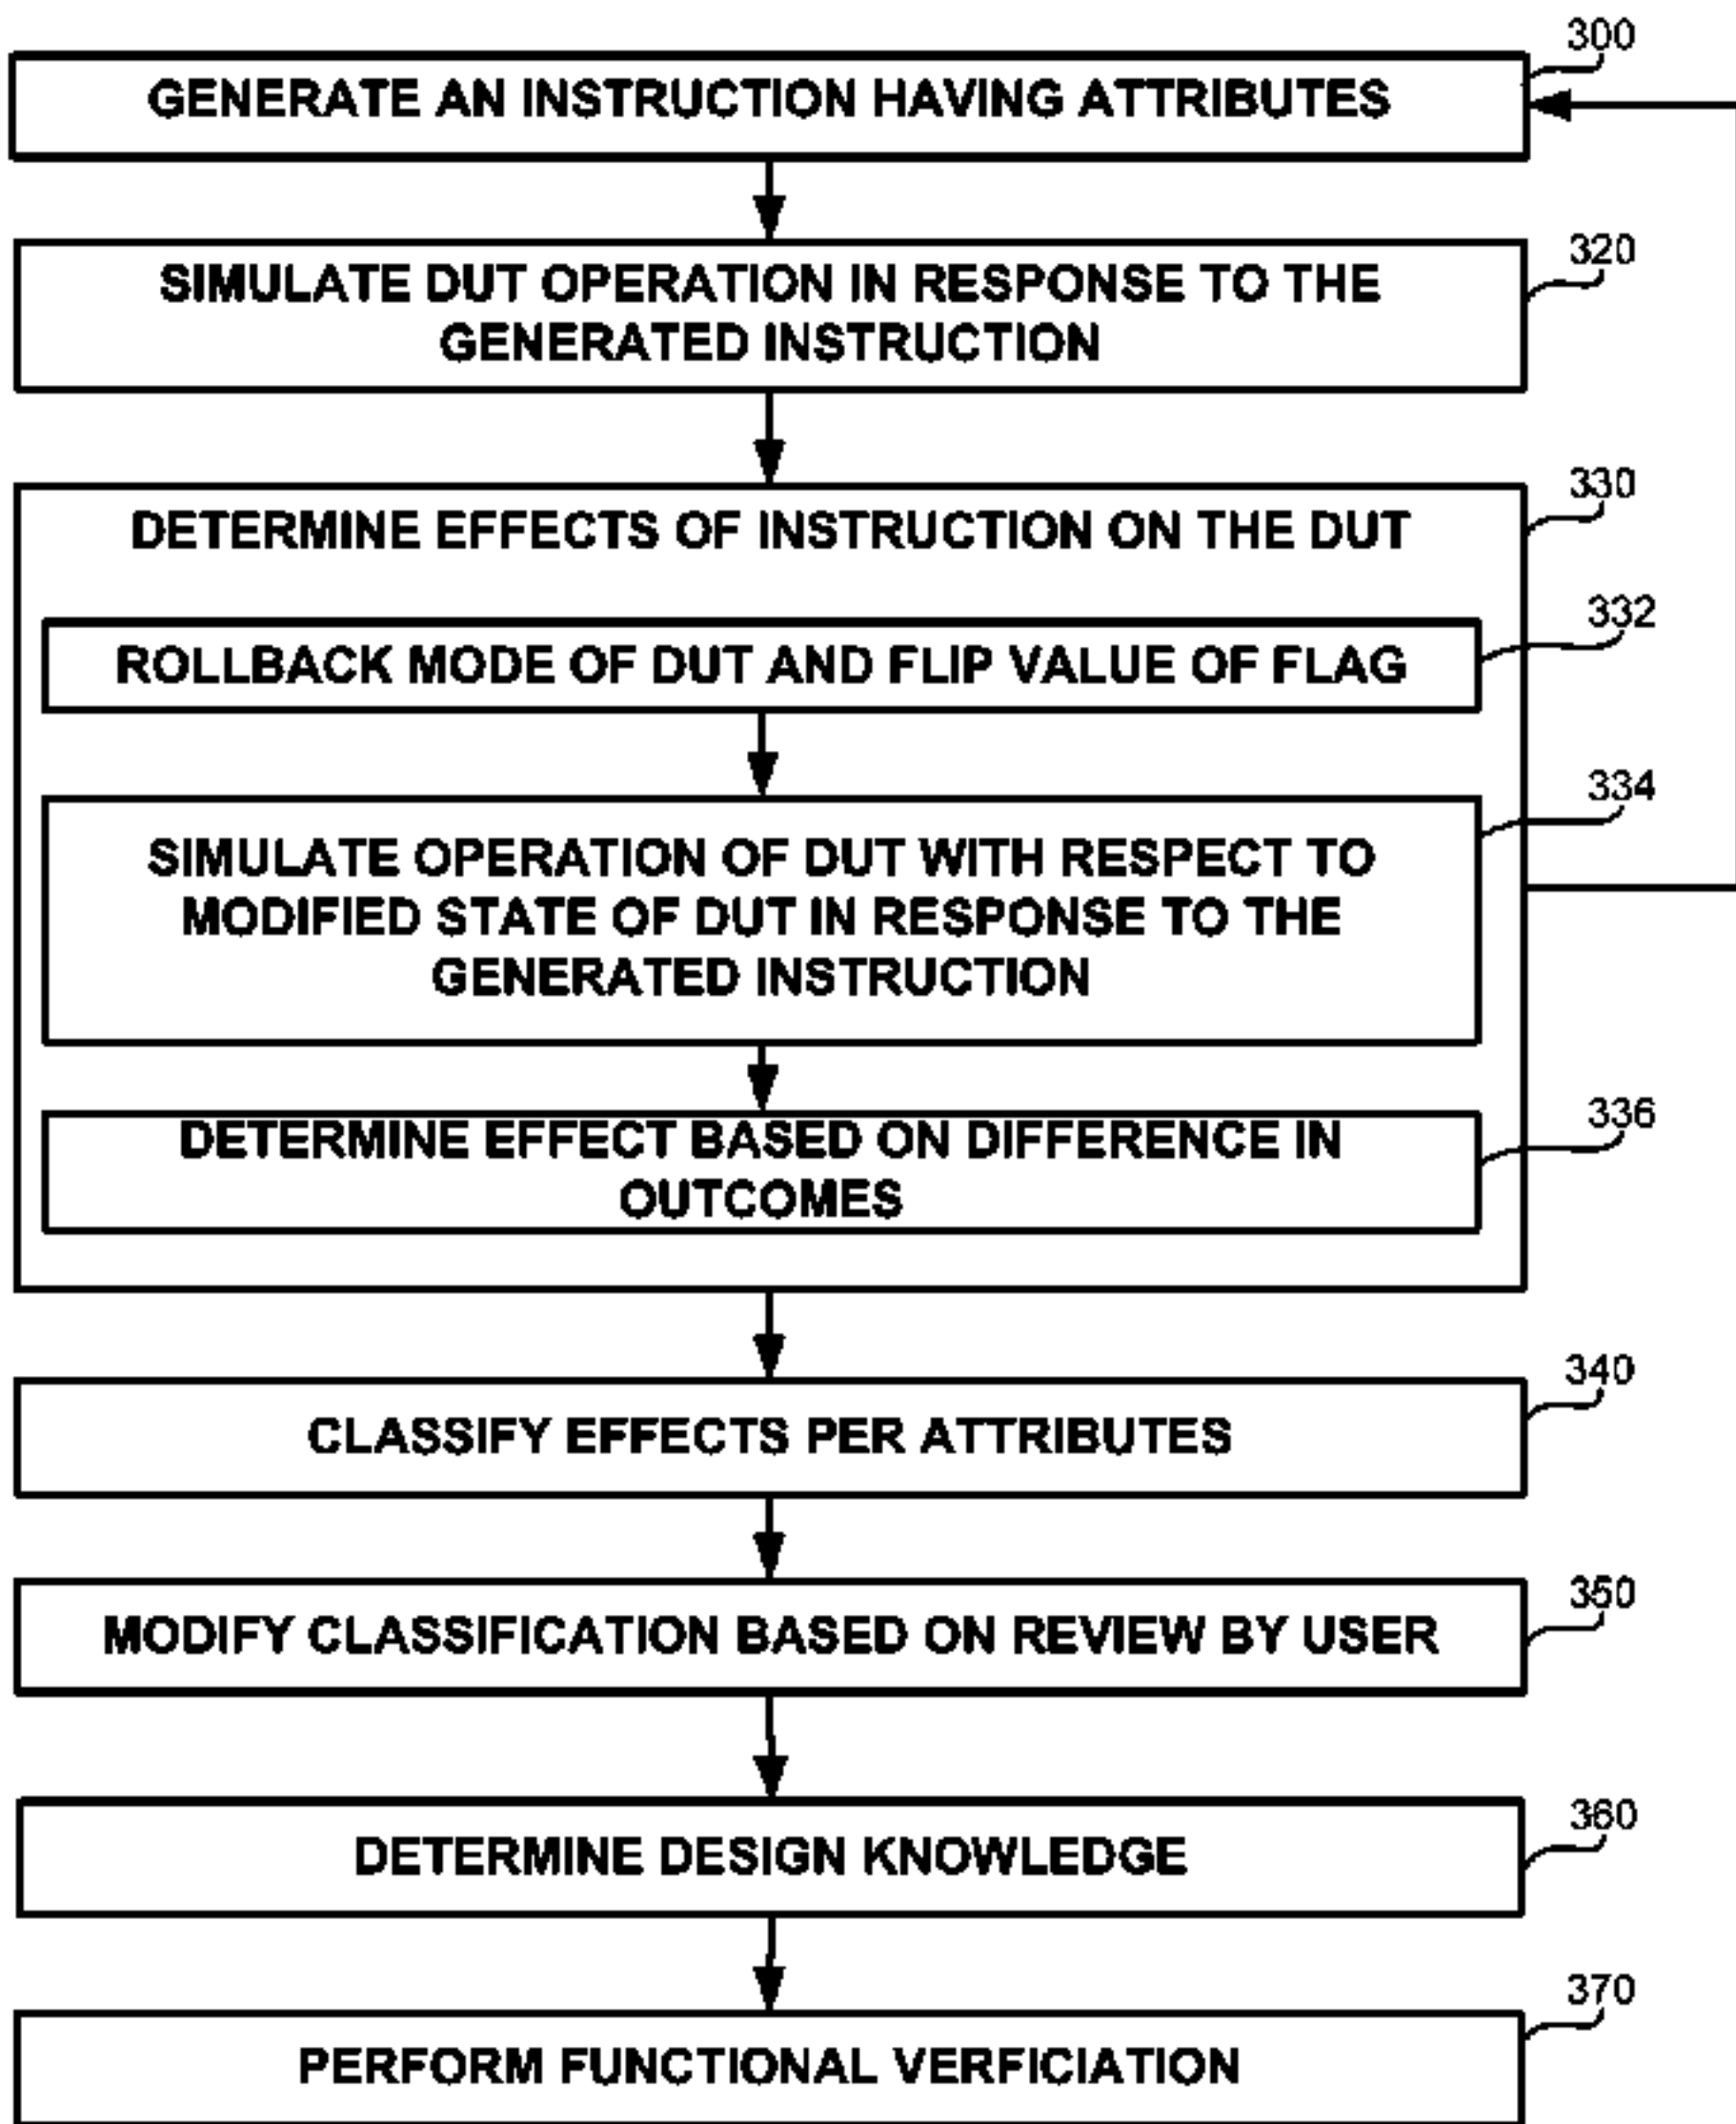 300
GENERATE AN INSTRUCTION HAVING ATTRIBUTES
320
SIMULATE DUT OPERATION IN RESPONSE TO THE
GENERATED INSTRUCTION
330
DETERMINE EFFECTS OF INSTRUCTION ON THE DUT
332
ROLLBACK MODE OF DUT AND FLIP VALUE OF FLAG
334
SIMULATE OPERATION OF DUT WITH RESPECT TO
MODIFIED STATE OF DUT IN RESPONSE TO THE
GENERATED INSTRUCTION
336
DETERMINE EFFECT BASED ON DIFFERENCE IN
OUTCOMES
340
CLASSIFY EFFECTS PER ATTRIBUTES
350
MODIFY CLASSIFICATION BASED ON REVIEW BY USER
360
DETERMINE DESIGN KNOWLEDGE
370
PERFORM FUNCTIONAL VERFICIATION